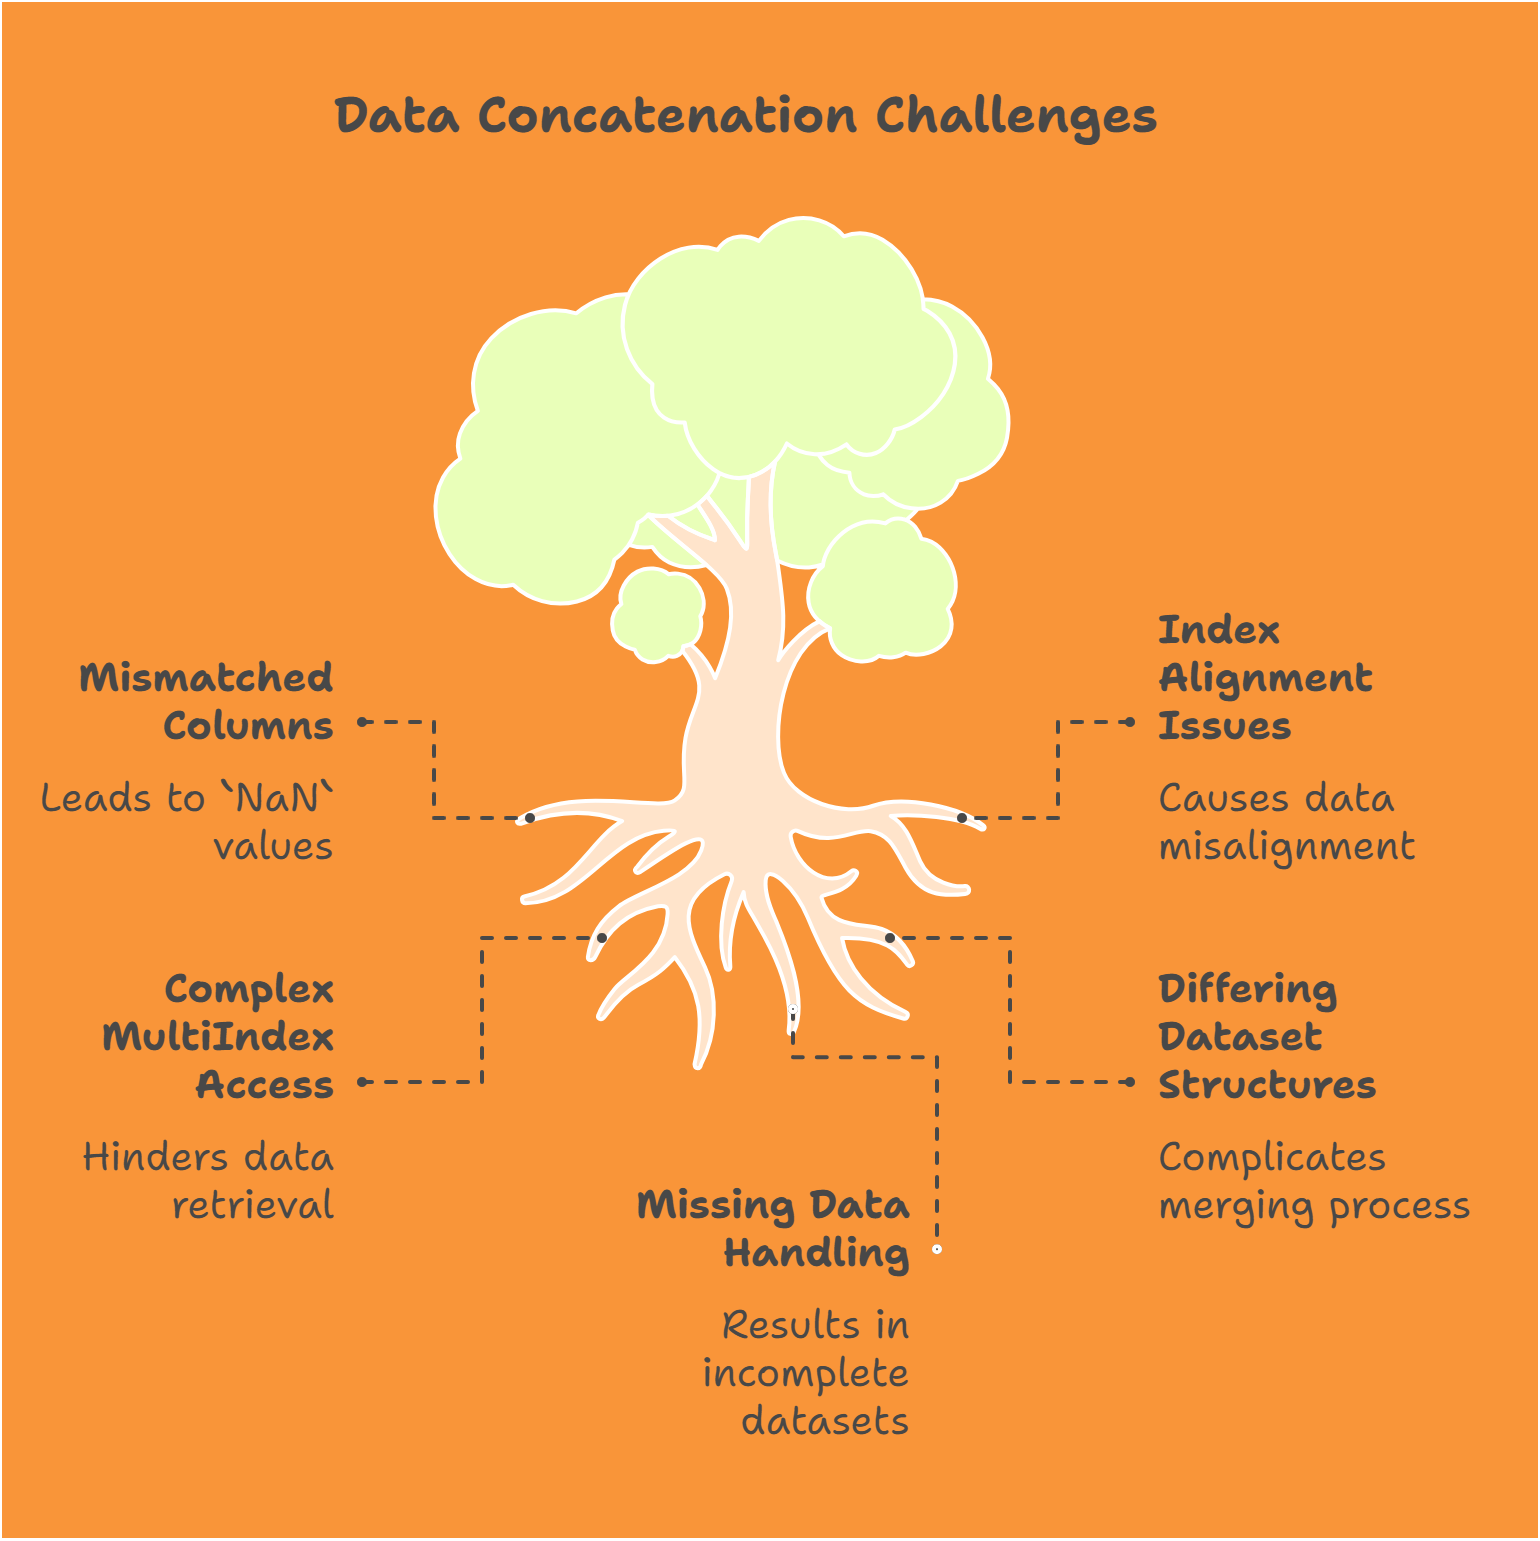 Data Concatenation Challenges
Mismatched
Columns
Leads to `NaN`
values
Index
Alignment
Issues
Causes data
misalignment
Complex
MultiIndex
Access
Hinders data
retrieval
Differing
Dataset
Structures
Complicates
merging process
Missing Data
Handling
Results in
incomplete
datasets